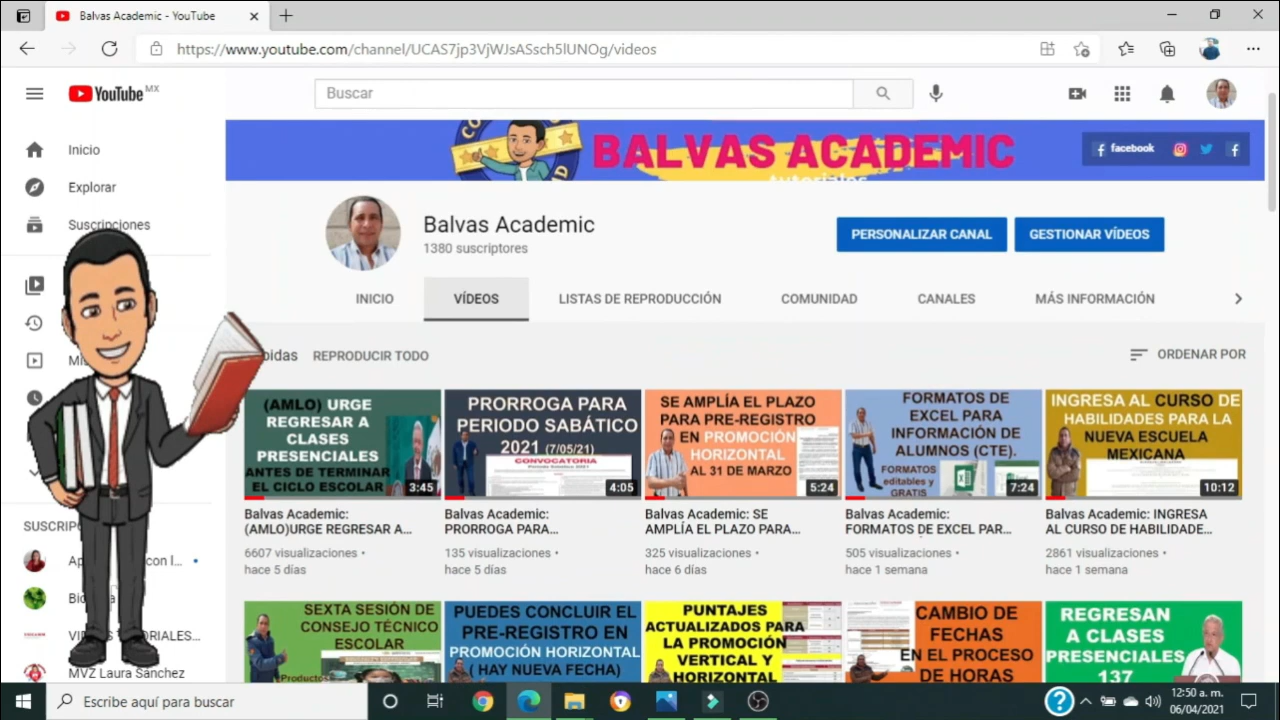 Balvas Academic - YouTube
https://www.youtube.com/channel/UCAS7jp3VjWJsASsch5lUNOg/videos
YouTube MX
Buscar
Inicio
Explorar
Suscripciones
BALVAS ACADEMIC
tutoriales
facebook
Balvas Academic
1380 suscriptores
PERSONALIZAR CANAL
GESTIONAR VÍDEOS
INICIO
VÍDEOS
LISTAS DE REPRODUCCIÓN
COMUNIDAD
CANALES
MÁS INFORMACIÓN
REPRODUCIR TODO
ORDENAR POR
(AMLO) URGE
REGRESAR A
CLASES
PRESENCIALES
ANTES DE TERMINAR
EL CICLO ESCOLAR
3:45
Balvas Academic:
(AMLO)URGE REGRESAR A...
6607 visualizaciones •
hace 5 días
PRORROGA PARA
PERIODO SABÁTICO
2021 (7/05/21)
CONVOCATORIA
4:05
Balvas Academic:
PRORROGA PARA...
135 visualizaciones •
hace 5 días
SE AMPLÍA EL PLAZO
PARA PRE-REGISTRO
EN PROMOCIÓN
HORIZONTAL
AL 31 DE MARZO
5:24
Balvas Academic: SE
AMPLÍA EL PLAZO PARA...
325 visualizaciones •
hace 6 días
FORMATOS DE
EXCEL PARA
INFORMACIÓN DE
ALUMNOS (CTE).
FORMATOS
editables y
GRATIS
7:24
Balvas Academic:
FORMATOS DE EXCEL PAR...
505 visualizaciones •
hace 1 semana
INGRESA AL CURSO DE
HABILIDADES PARA LA
NUEVA ESCUELA
MEXICANA
10:12
Balvas Academic: INGRESA
AL CURSO DE HABILIDADE...
2861 visualizaciones •
hace 1 semana
SEXTA SESIÓN DE
CONSEJO TÉCNICO
ESCOLAR
Productos
PUEDES CONCLUIR EL
PRE-REGISTRO EN
PROMOCIÓN HORIZONTAL
( HAY NUEVA FECHA)
PUNTAJES
ACTUALIZADOS PARA
LA PROMOCIÓN
VERTICAL Y
HORIZONTAL
CAMBIO DE
FECHAS
EN EL PROCESO
DE HORAS
REGRESAN
A CLASES
PRESENCIALES
137
MVZ Laura Sánchez
Escribe aquí para buscar
12:50 a. m.
06/04/2021